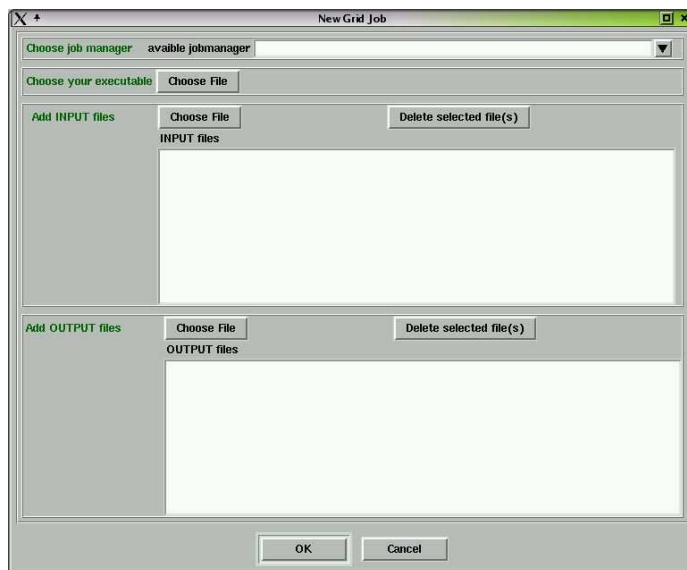 New Grid Job
Choose job manager avaible jobmanager
Choose your executable Choose File
Add INPUT files Choose File Delete selected file(s)
INPUT files
Add OUTPUT files Choose File Delete selected file(s)
OUTPUT files
OK Cancel